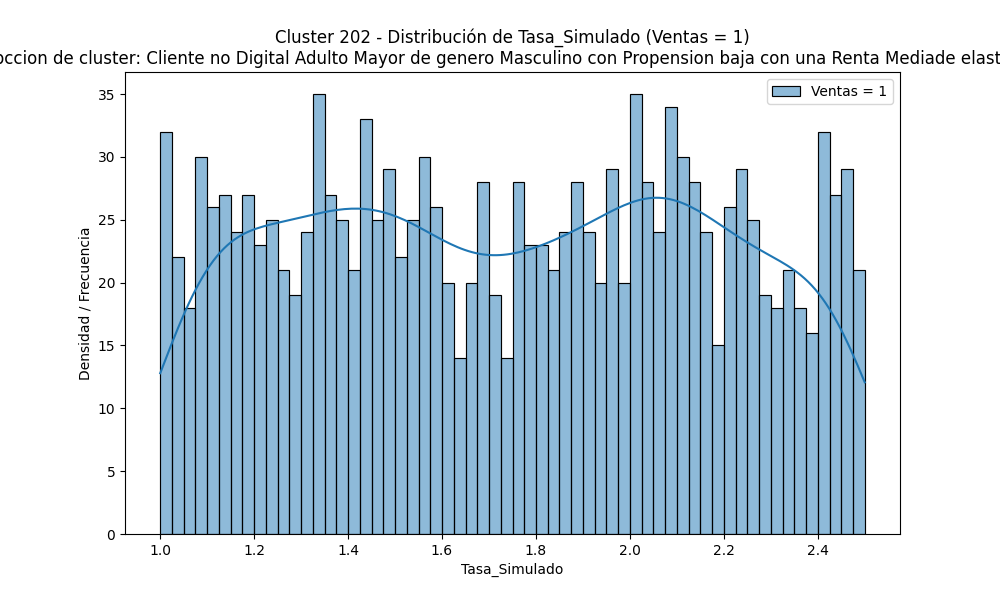 Cluster 202 - Distribución de Tasa_Simulado (Ventas = 1)
de cluster: Cliente no Digital Adulto Mayor de genero Masculino con Propension baja con una Renta Mediade
Ventas = 1
Densidad / Frecuencia
35
30
25
20
15
10
5
0
1.0 1.2 1.4 1.6 1.8 2.0 2.2 2.4
Tasa_Simulado